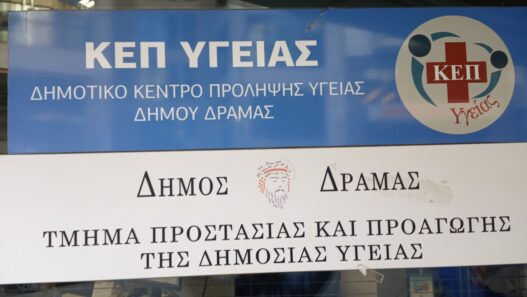 ΚΕΠ ΥΓΕΙΑΣ
ΔΗΜΟΤΙΚΟ ΚΕΝΤΡΟ ΠΡΟΛΗΨΗΣ ΥΓΕΙΑΣ
ΔΗΜΟΥ ΔΡΑΜΑΣ
ΚΕΠ
Υγείας
ΔΗΜΟΣ ΔΡΑΜΑΣ
ΤΜΗΜΑ ΠΡΟΣΤΑΣΙΑΣ ΚΑΙ ΠΡΟΑΓΩΓΗΣ
ΤΗΣ ΔΗΜΟΣΙΑΣ ΥΓΕΙΑΣ